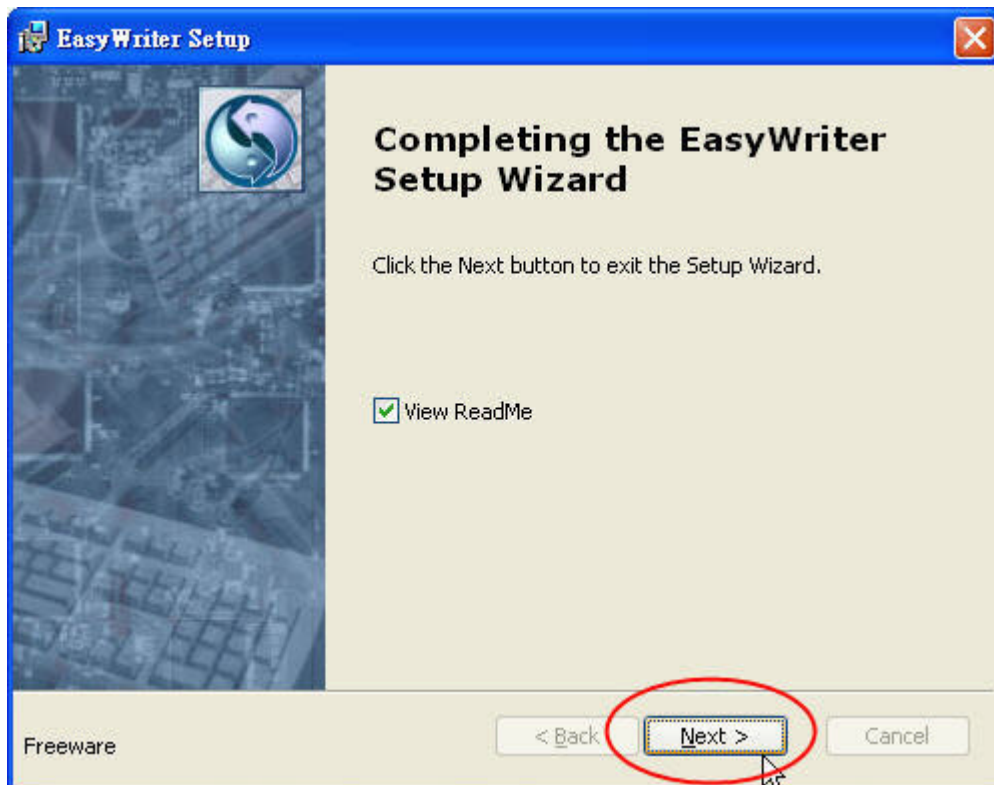 EasyWriter Setup
Completing the EasyWriter
Setup Wizard
Click the Next button to exit the Setup Wizard.
View ReadMe
Freeware
< Back
Next >
Cancel